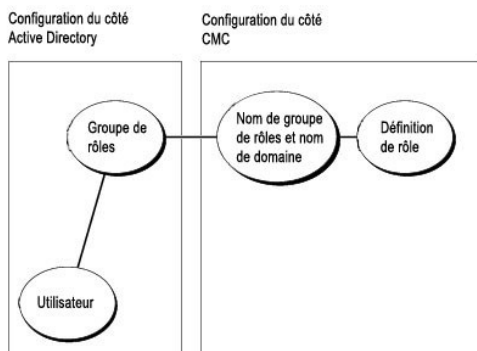 Configuration du côté
Active Directory
Configuration du côté
CMC
Groupe de
rôles
Nom de groupe
de rôles et nom
de domaine
Définition
de rôle
Utilisateur